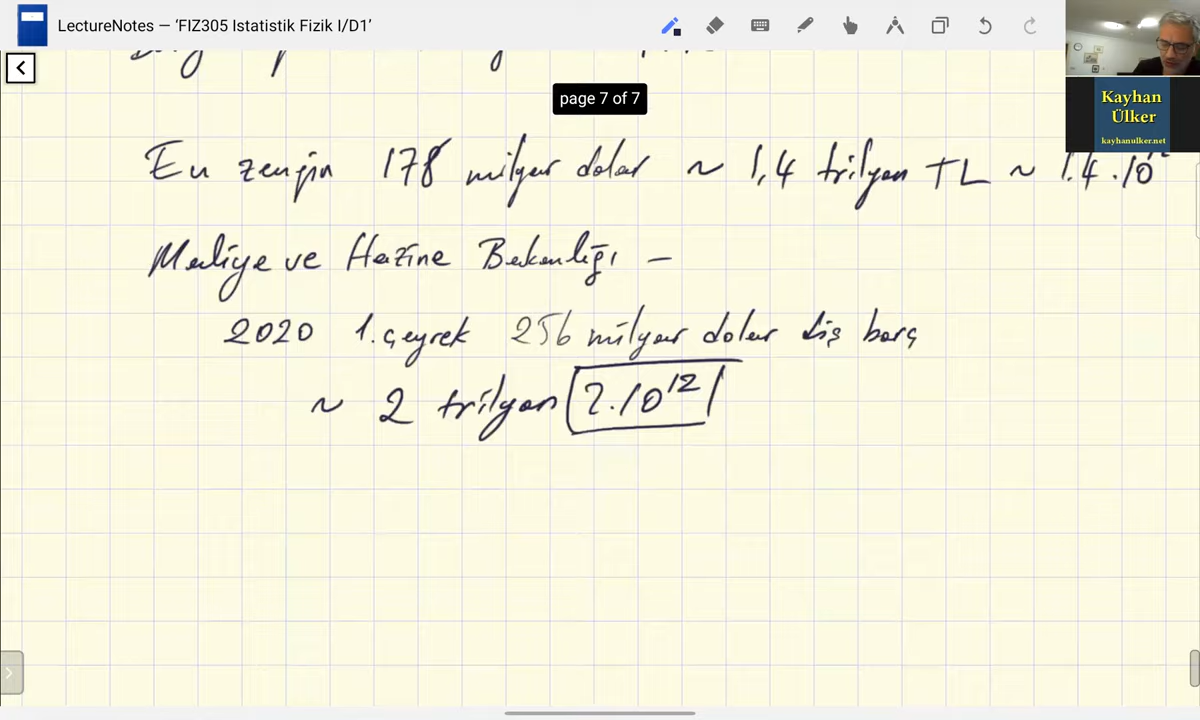 LectureNotes — ‘FIZ305 Istatistik Fizik I/D1’
page 7 of 7
Kayhan
Ülker
kayhanulker.net
En zengin 178 milyar dolar ~ 1,4 trilyon TL ~ 1.4.10¹²
Maliye ve Hazine Bakanlığı —
2020 1. çeyrek 256 milyar dolar dış borç
~ 2 trilyon 2.10¹²